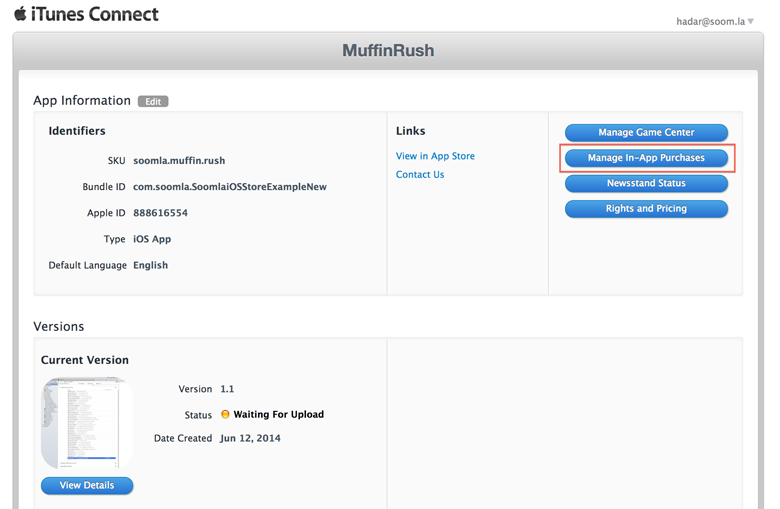 iTunes Connect
hadar@soom.la
MuffinRush
App Information Edit
Identifiers
SKU soomla.muffin.rush
Bundle ID com.soomla.SoomlaiOSStoreExampleNew
Apple ID 888616554
Type iOS App
Default Language English
Links
View in App Store
Contact Us
Manage Game Center
Manage In-App Purchases
Newsstand Status
Rights and Pricing
Versions
Current Version
Version 1.1
Status Waiting For Upload
Date Created Jun 12, 2014
View Details